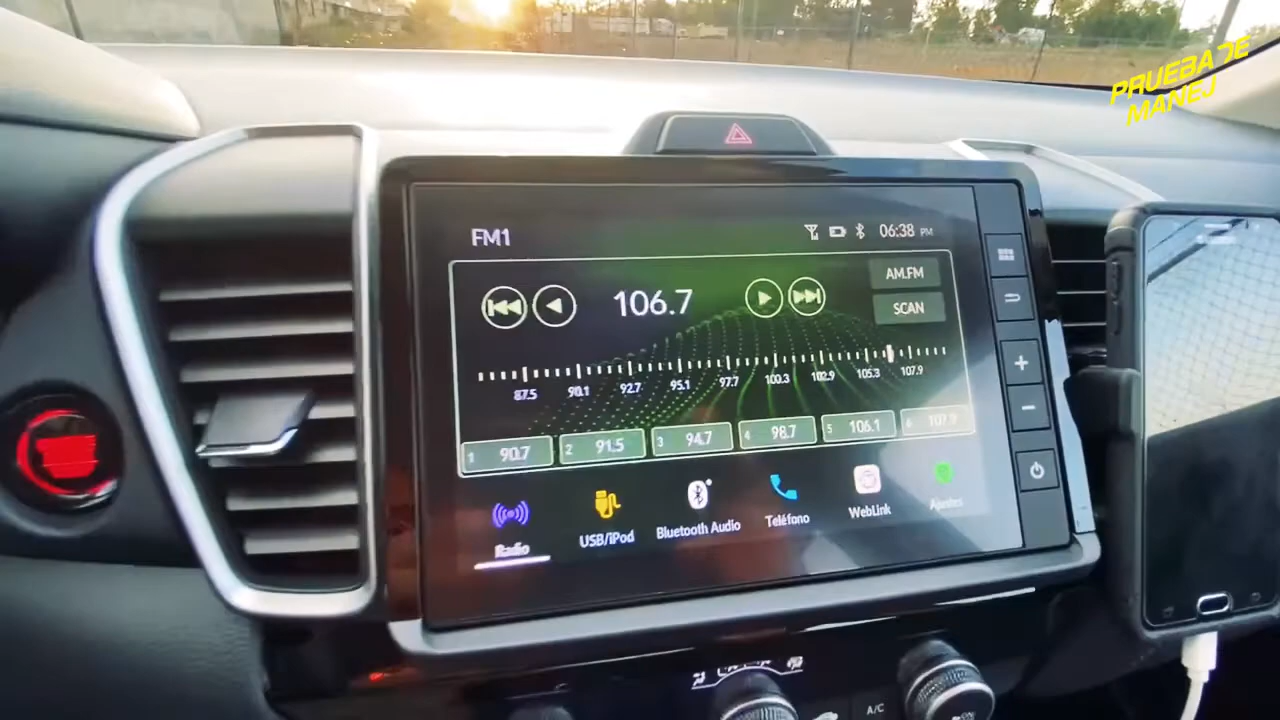 PRUEBA DE
MANEJ
FM1
06:38 PM
106.7
AM.FM
SCAN
87.5 90.1 92.7 95.1 97.7 100.3 102.9 105.3 107.9
1 90.7 2 91.5 3 94.7 4 98.7 5 106.1 6 107.9
Radio USB/iPod Bluetooth Audio Teléfono WebLink Ajustes
A/C
ON